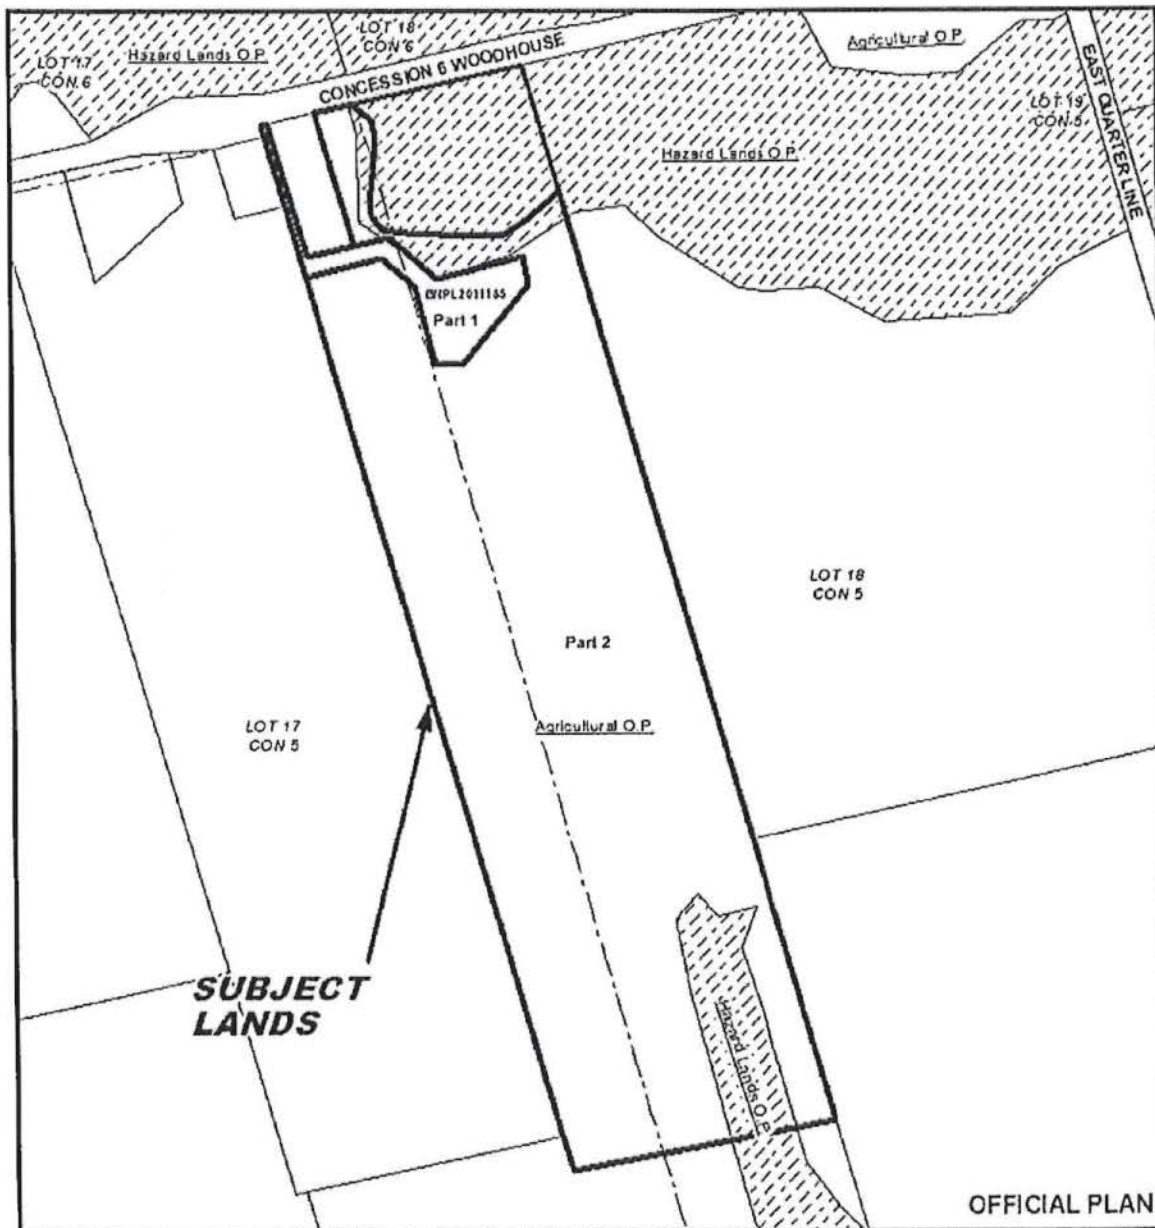 LOT 18
CON 6
Hazard Lands O.P.
LOT 17
CON 6
CONCESSION 6 WOODHOUSE
Agricultural O.P.
EAST QUARTER LINE
LOT 19
CON 5
Hazard Lands O.P.
Part 1
LOT 18
CON 5
Part 2
LOT 17
CON 5
Agricultural O.P.
SUBJECT
LANDS
Hazard Lands O.P.
OFFICIAL PLAN